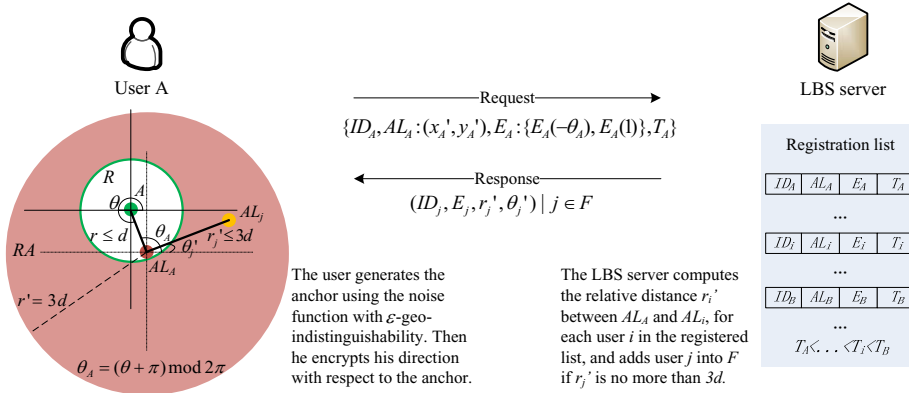 User A
LBS server
Request
{ID_A, AL_A:(x_A',y_A'), E_A:{E_A(-θ_A), E_A(1)}, T_A}
Response
(ID_j, E_j, r_j', θ_j') | j ∈ F
R
A
θ
AL_j
r ≤ d
θ_A
θ_j'
r_j' ≤ 3d
RA
AL_A
r' = 3d
θ_A = (θ + π) mod 2π
The user generates the
anchor using the noise
function with ε-geo-
indistinguishability. Then
he encrypts his direction
with respect to the anchor.
The LBS server computes
the relative distance r_i'
between AL_A and AL_i, for
each user i in the registered
list, and adds user j into F
if r_j' is no more than 3d.
Registration list
ID_A AL_A E_A T_A
...
ID_i AL_i E_i T_i
...
ID_B AL_B E_B T_B
...
T_A<...<T_i<T_B